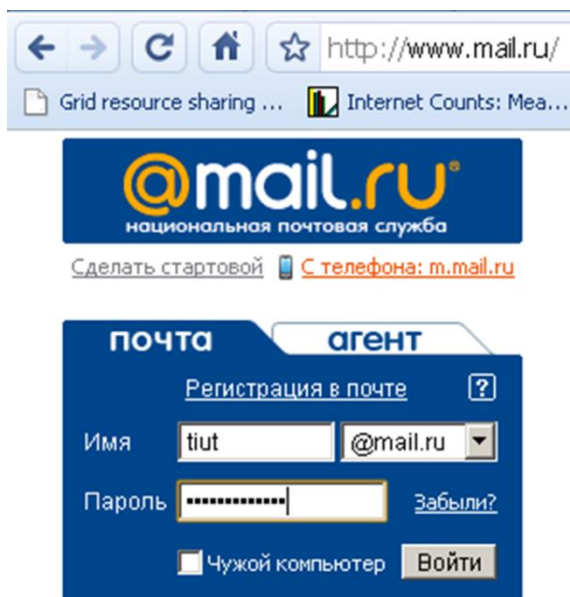 http://www.mail.ru/
Grid resource sharing ... Internet Counts: Mea...
@mail.ru®
национальная почтовая служба
Сделать стартовой С телефона: m.mail.ru
почта агент
Регистрация в почте ?
Имя tiut @mail.ru
Пароль ••••••••••••• Забыли?
Чужой компьютер Войти